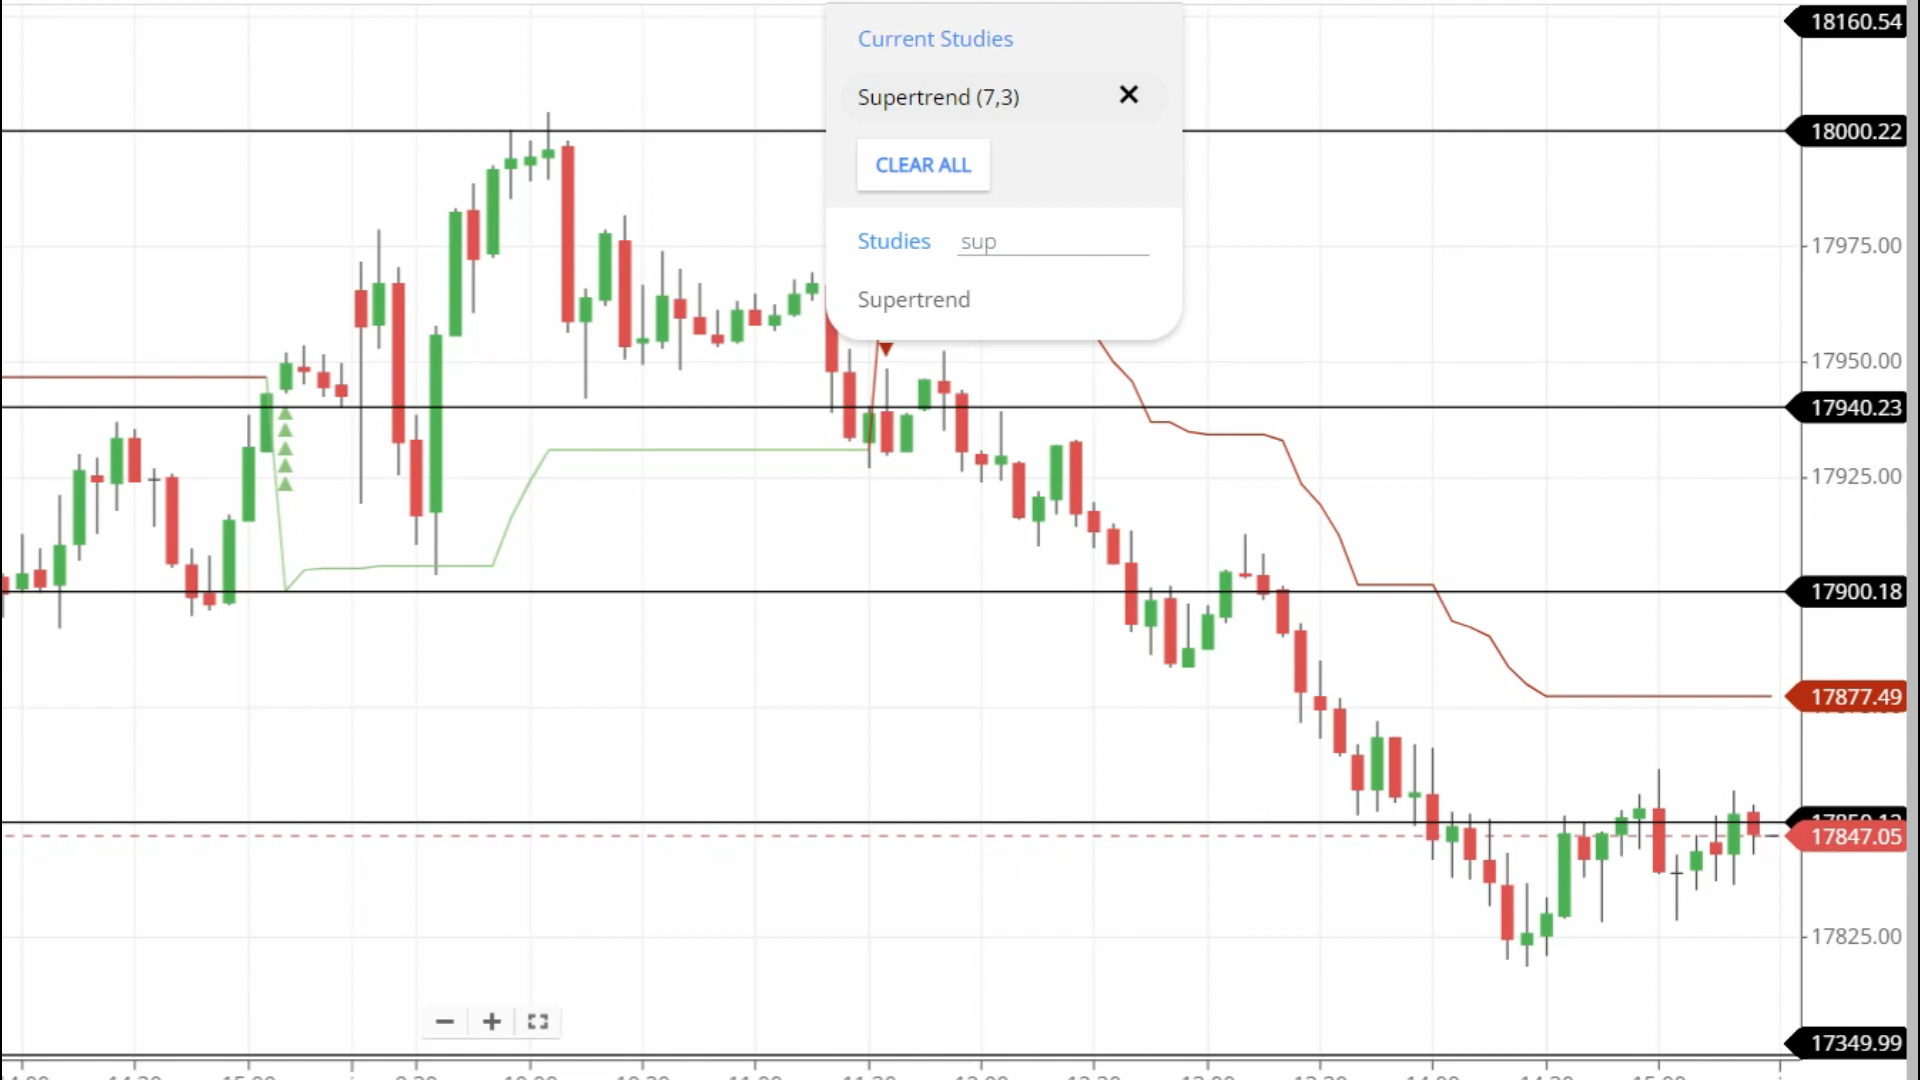 Current Studies
Supertrend (7,3)
CLEAR ALL
Studies sup
Supertrend
18160.54
18000.22
17975.00
17950.00
17940.23
17925.00
17900.18
17877.49
17847.05
17825.00
17349.99